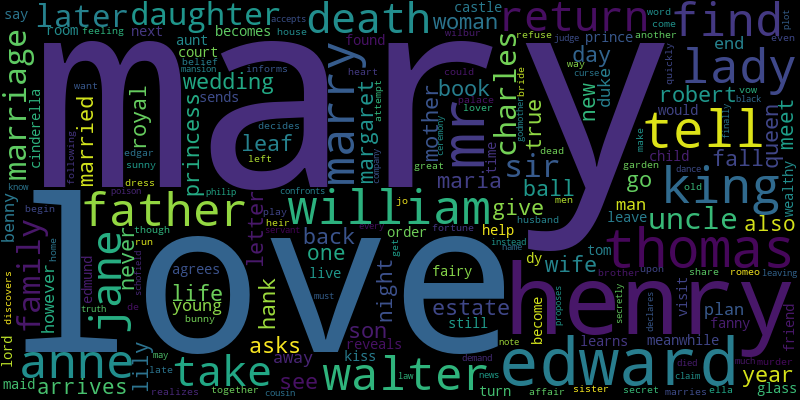 mary
love
henry
edward
father
william
king
tell
thomas
find
lady
return
death
daughter
later
marriage
woman
castle
say
room
becomes
next
feeling
accepts
house
aunt
court
found
wilbur
belief
mansion
informs
heart
could
wedding
sends
royal
princess
cinderella
married
want
following
edgar
sunny
dress
poison
philip
decides
leaf
left
marry
margaret
attempt
company
mr
book
mother
ceremony
lover
palace
time
great
charles
sir
maria
true
refuse
judge
prince
another
way
curse
bride
godmother
dead
men
ball
day
new
duke
robert
end
word
come
plot
even
quickly
would
queen
meet
vow
black
finally
fall
child
wealthy
garden
dance
make
go
man
old
leave
uncle
also
give
order
help
husband
instead
name
back
one
live
letter
heir
play
confronts
servant
every
jo
fortune
get
night
must
fairy
estate
still
dy
wife
tom
brother
upon
share
romeo
leaving
become
proposes
secretly
declares
visit
plan
friend
learns
meanwhile
fanny
note
demand
news
law
turn
affair
sister
secret
marries
ella
died
claim
much
murder
year
glass
walter
see
son
reveals
kiss
away
asks
hank
life
young
bunny
agrees
together
cousin
take
late
realizes
may
lily
anne
arrives
maid
lord
discovers
family
jane
never
however
though
run
de
schofield
truth
edmund
home
begin
benny
know